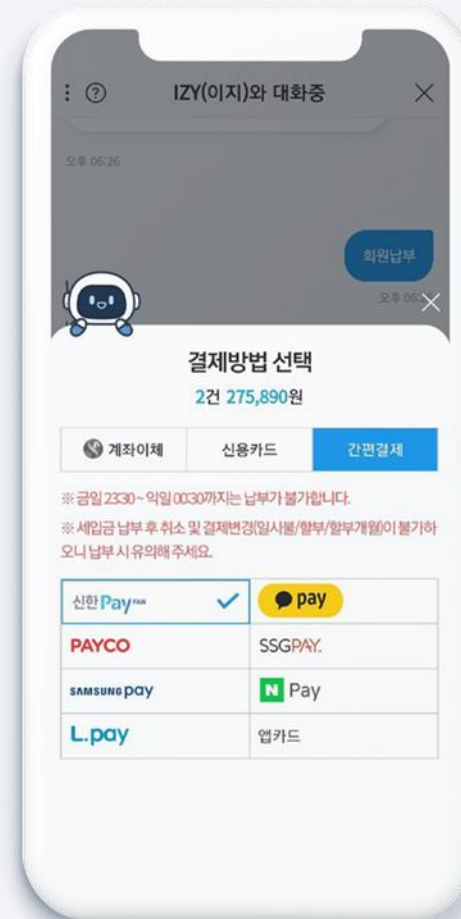 IZY(이지)와 대화중
오후 06:26
회원납부
오후 06:
결제방법 선택
2건 275,890원
계좌이체 신용카드 간편결제
※ 금일 23:30 ~ 익일 00:30까지는 납부가 불가합니다.
※ 세입금 납부 후 취소 및 결제변경(일시불/할부/할부개월)이 불가하
오니 납부 시 유의해 주세요.
신한 Pay FAN pay
PAYCO SSGPAY.
SAMSUNG pay N Pay
L.pay 앱카드